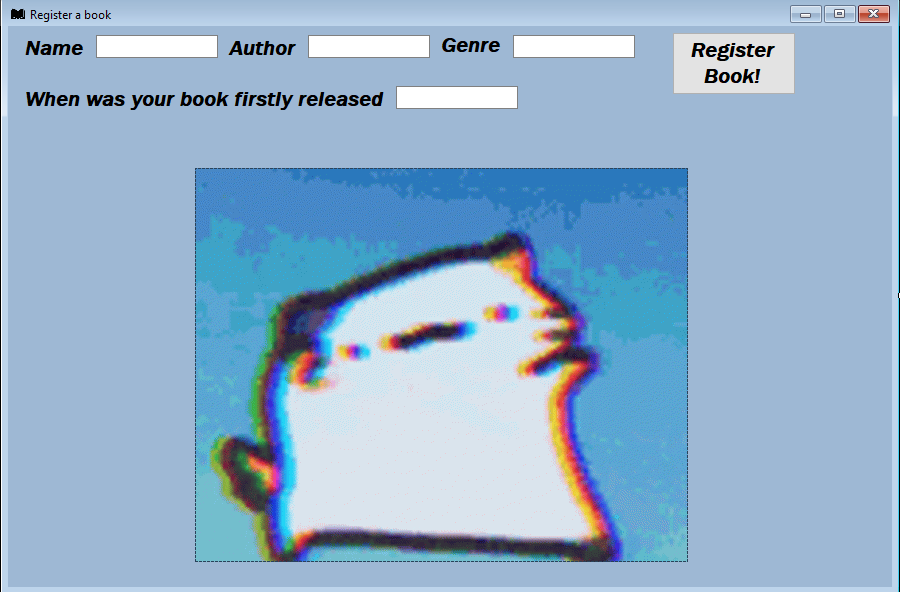 Register a book
Name Author Genre
Register
Book!
When was your book firstly released